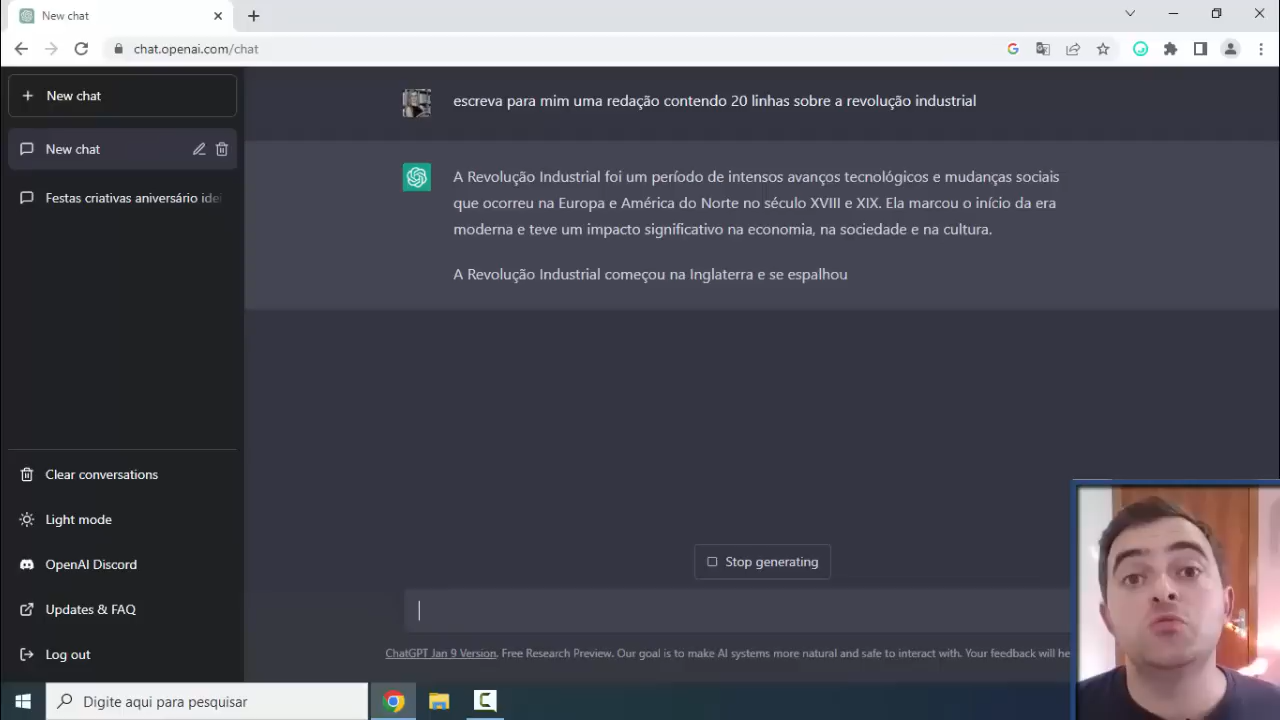 New chat
chat.openai.com/chat
New chat
New chat
Festas criativas aniversário idei
escreva para mim uma redação contendo 20 linhas sobre a revolução industrial
A Revolução Industrial foi um período de intensos avanços tecnológicos e mudanças sociais
que ocorreu na Europa e América do Norte no século XVIII e XIX. Ela marcou o início da era
moderna e teve um impacto significativo na economia, na sociedade e na cultura.
A Revolução Industrial começou na Inglaterra e se espalhou
Clear conversations
Light mode
OpenAI Discord
Updates & FAQ
Log out
Stop generating
ChatGPT Jan 9 Version. Free Research Preview. Our goal is to make AI systems more natural and safe to interact with. Your feedback will he
Digite aqui para pesquisar